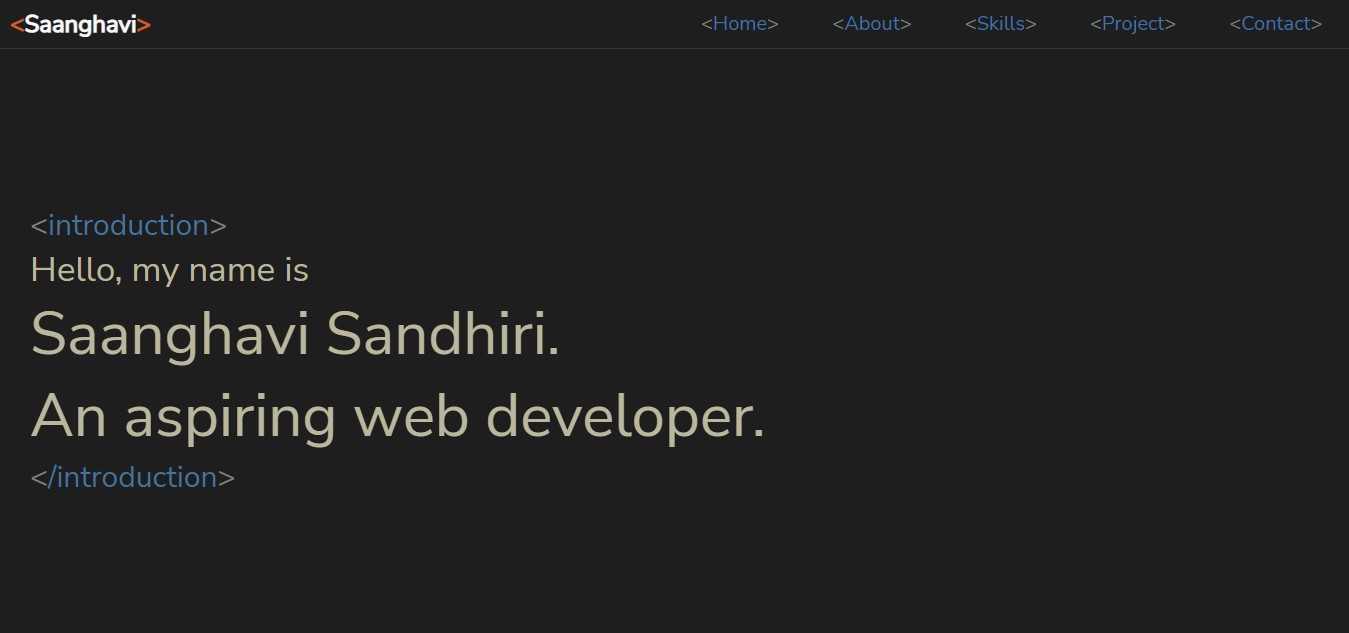 <Saanghavi>
<Home> <About> <Skills> <Project> <Contact>
<introduction>
Hello, my name is
Saanghavi Sandhiri.
An aspiring web developer.
</introduction>